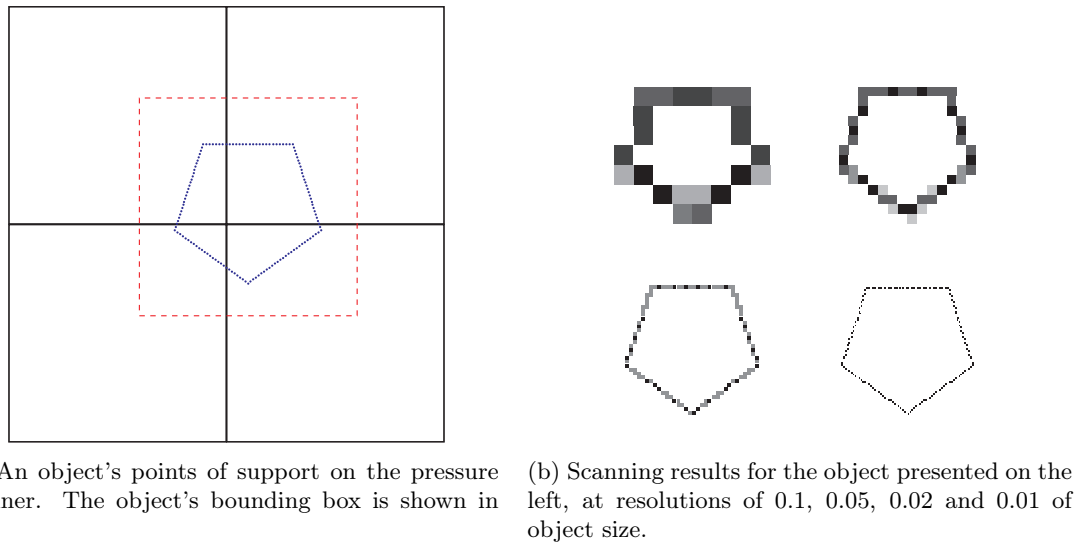 An object's points of support on the pressure
ner. The object's bounding box is shown in
(b) Scanning results for the object presented on the
left, at resolutions of 0.1, 0.05, 0.02 and 0.01 of
object size.